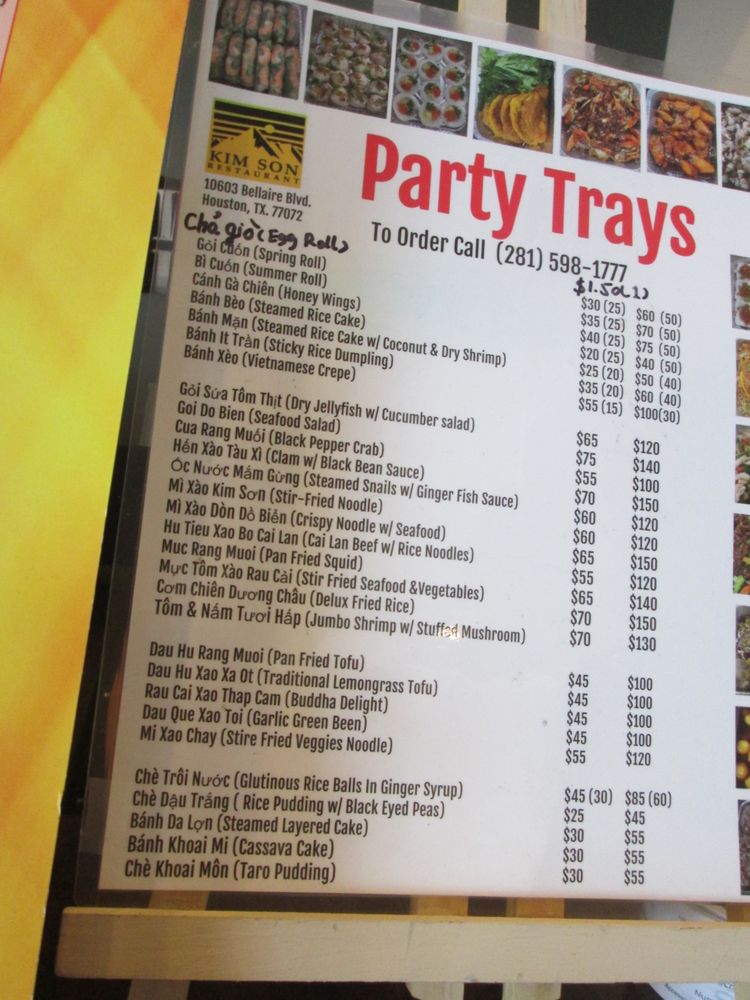 KIM SON
RESTAURANT
10603 Bellaire Blvd.
Houston, TX. 77072
Party Trays
To Order Call (281) 598-1777
Chả giò (Egg Roll) $1.50(1)
Gỏi Cuốn (Spring Roll) $30 (25) $60 (50)
Bì Cuốn (Summer Roll) $35 (25) $70 (50)
Cánh Gà Chiên (Honey Wings) $40 (25) $75 (50)
Bánh Bèo (Steamed Rice Cake) $20 (25) $40 (50)
Bánh Mặn (Steamed Rice Cake w/ Coconut & Dry Shrimp) $25 (20) $50 (40)
Bánh It Trần (Sticky Rice Dumpling) $35 (20) $60 (40)
Bánh Xèo (Vietnamese Crepe) $55 (15) $100(30)
Gỏi Sứa Tôm Thịt (Dry Jellyfish w/ Cucumber salad)
Goi Do Bien (Seafood Salad)
Cua Rang Muối (Black Pepper Crab)
Hến Xào Tàu Xì (Clam w/ Black Bean Sauce)
Ốc Nước Mắm Gừng (Steamed Snails w/ Ginger Fish Sauce)
Mì Xào Kim Sơn (Stir-Fried Noodle)
Mì Xào Dòn Dồ Biển (Crispy Noodle w/ Seafood)
Hu Tieu Xao Bo Cai Lan (Cai Lan Beef w/ Rice Noodles)
Muc Rang Muoi (Pan Fried Squid)
Mực Tôm Xào Rau Cải (Stir Fried Seafood &Vegetables)
Cơm Chiên Dương Châu (Delux Fried Rice)
Tôm & Nấm Tươi Hấp (Jumbo Shrimp w/ Stuffed Mushroom)
$65 $120
$75 $140
$55 $100
$70 $150
$60 $120
$60 $120
$65 $150
$55 $120
$65 $140
$70 $150
$70 $130
Dau Hu Rang Muoi (Pan Fried Tofu) $45 $100
Dau Hu Xao Xa Ot (Traditional Lemongrass Tofu) $45 $100
Rau Cai Xao Thap Cam (Buddha Delight) $45 $100
Dau Que Xao Toi (Garlic Green Been) $45 $100
Mi Xao Chay (Stire Fried Veggies Noodle) $55 $120
Chè Trôi Nước (Glutinous Rice Balls In Ginger Syrup) $45 (30) $85 (60)
Chè Dậu Trắng ( Rice Pudding w/ Black Eyed Peas) $25 $45
Bánh Da Lợn (Steamed Layered Cake) $30 $55
Bánh Khoai Mi (Cassava Cake) $30 $55
Chè Khoai Môn (Taro Pudding) $30 $55